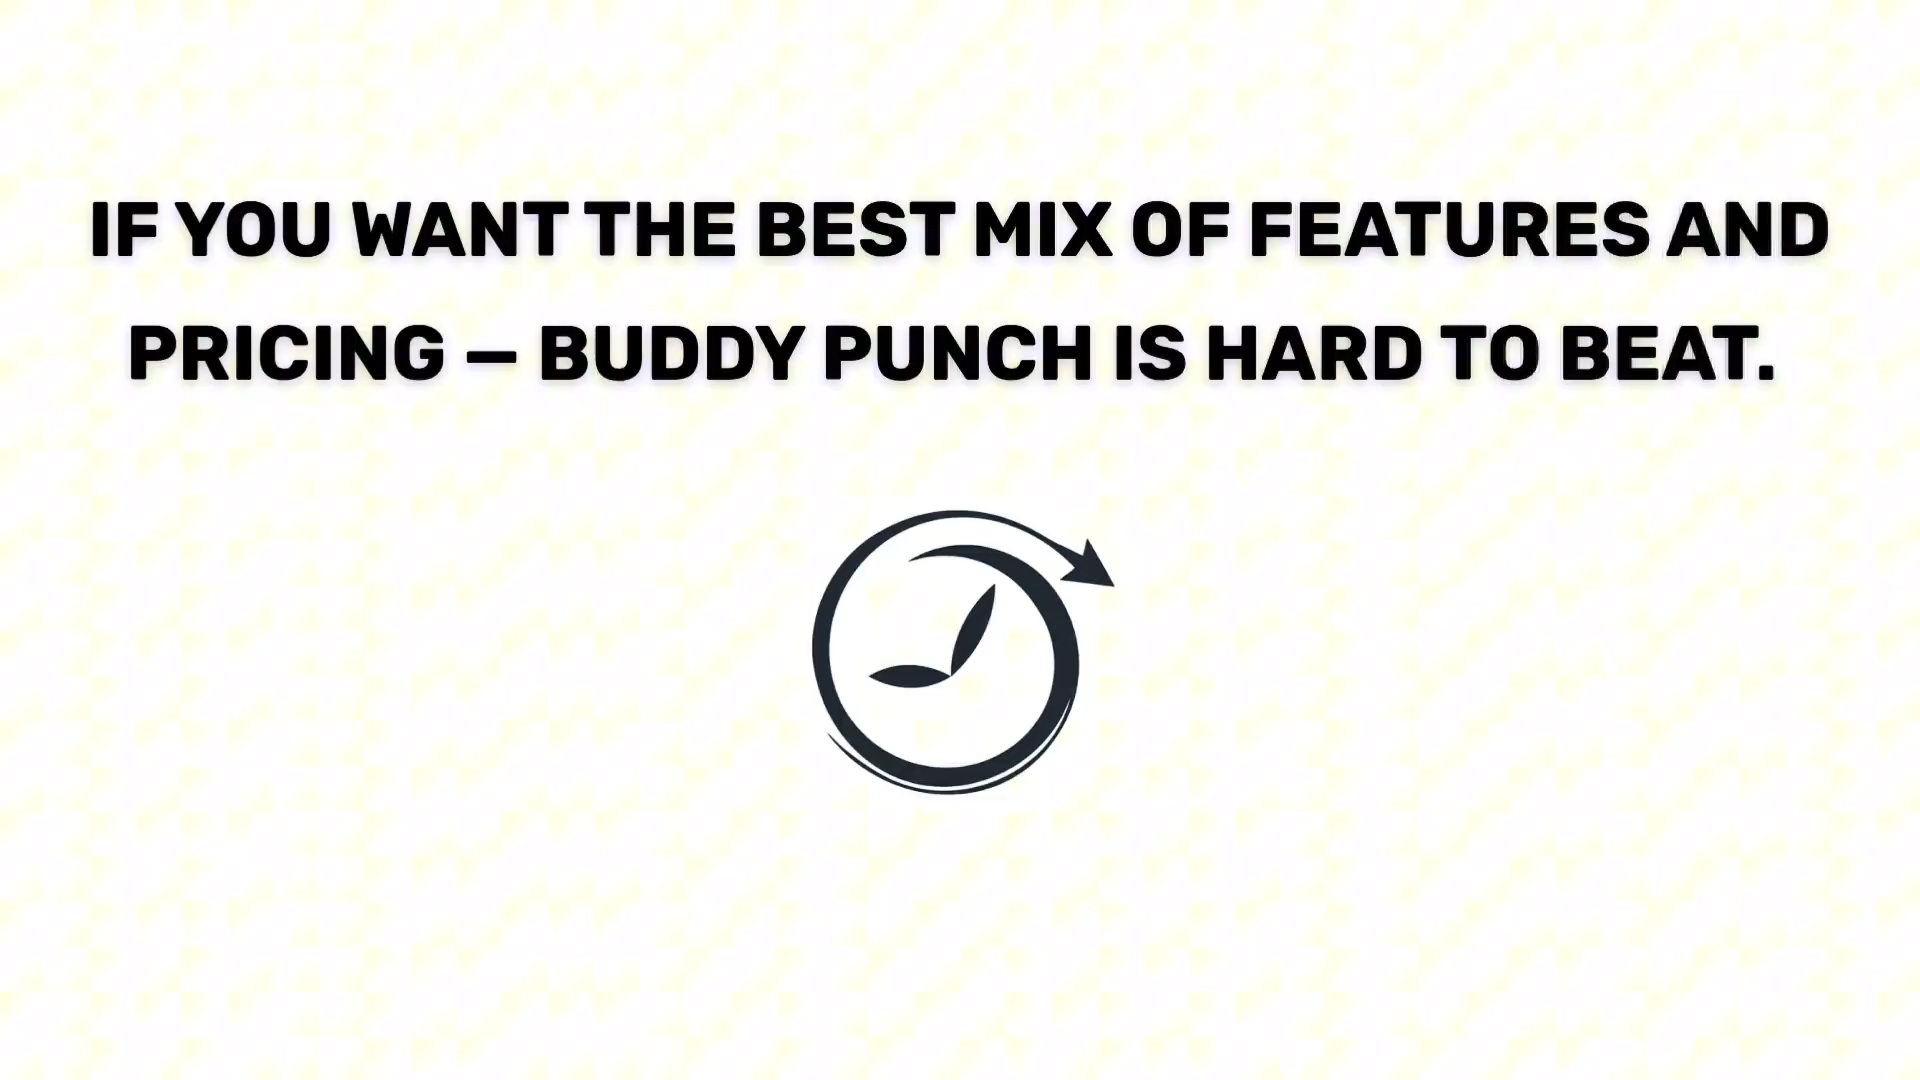 IF YOU WANT THE BEST MIX OF FEATURES AND
PRICING – BUDDY PUNCH IS HARD TO BEAT.